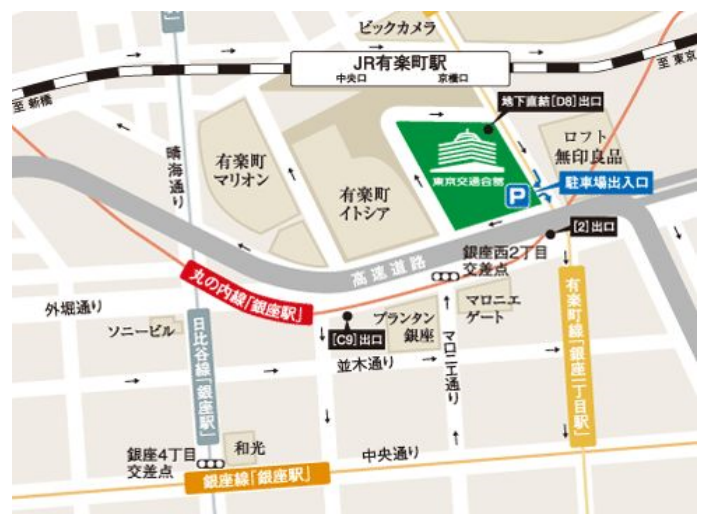 ビックカメラ
JR有楽町駅
中央口
京橋口
至 新橋
至 東京
地下直結[D8]出口
ロフト
無印良品
晴海通り
有楽町
マリオン
有楽町
イトシア
東京交通会館
P
駐車場出入口
[2]出口
高速道路
銀座西2丁目
交差点
丸の内線「銀座駅」
外堀通り
ソニービル
日比谷線「銀座駅」
[C9]出口
プランタン
銀座
マロニエ
ゲート
有楽町線「銀座一丁目駅」
並木通り
マロニエ通り
銀座4丁目
交差点
和光
中央通り
銀座線「銀座駅」